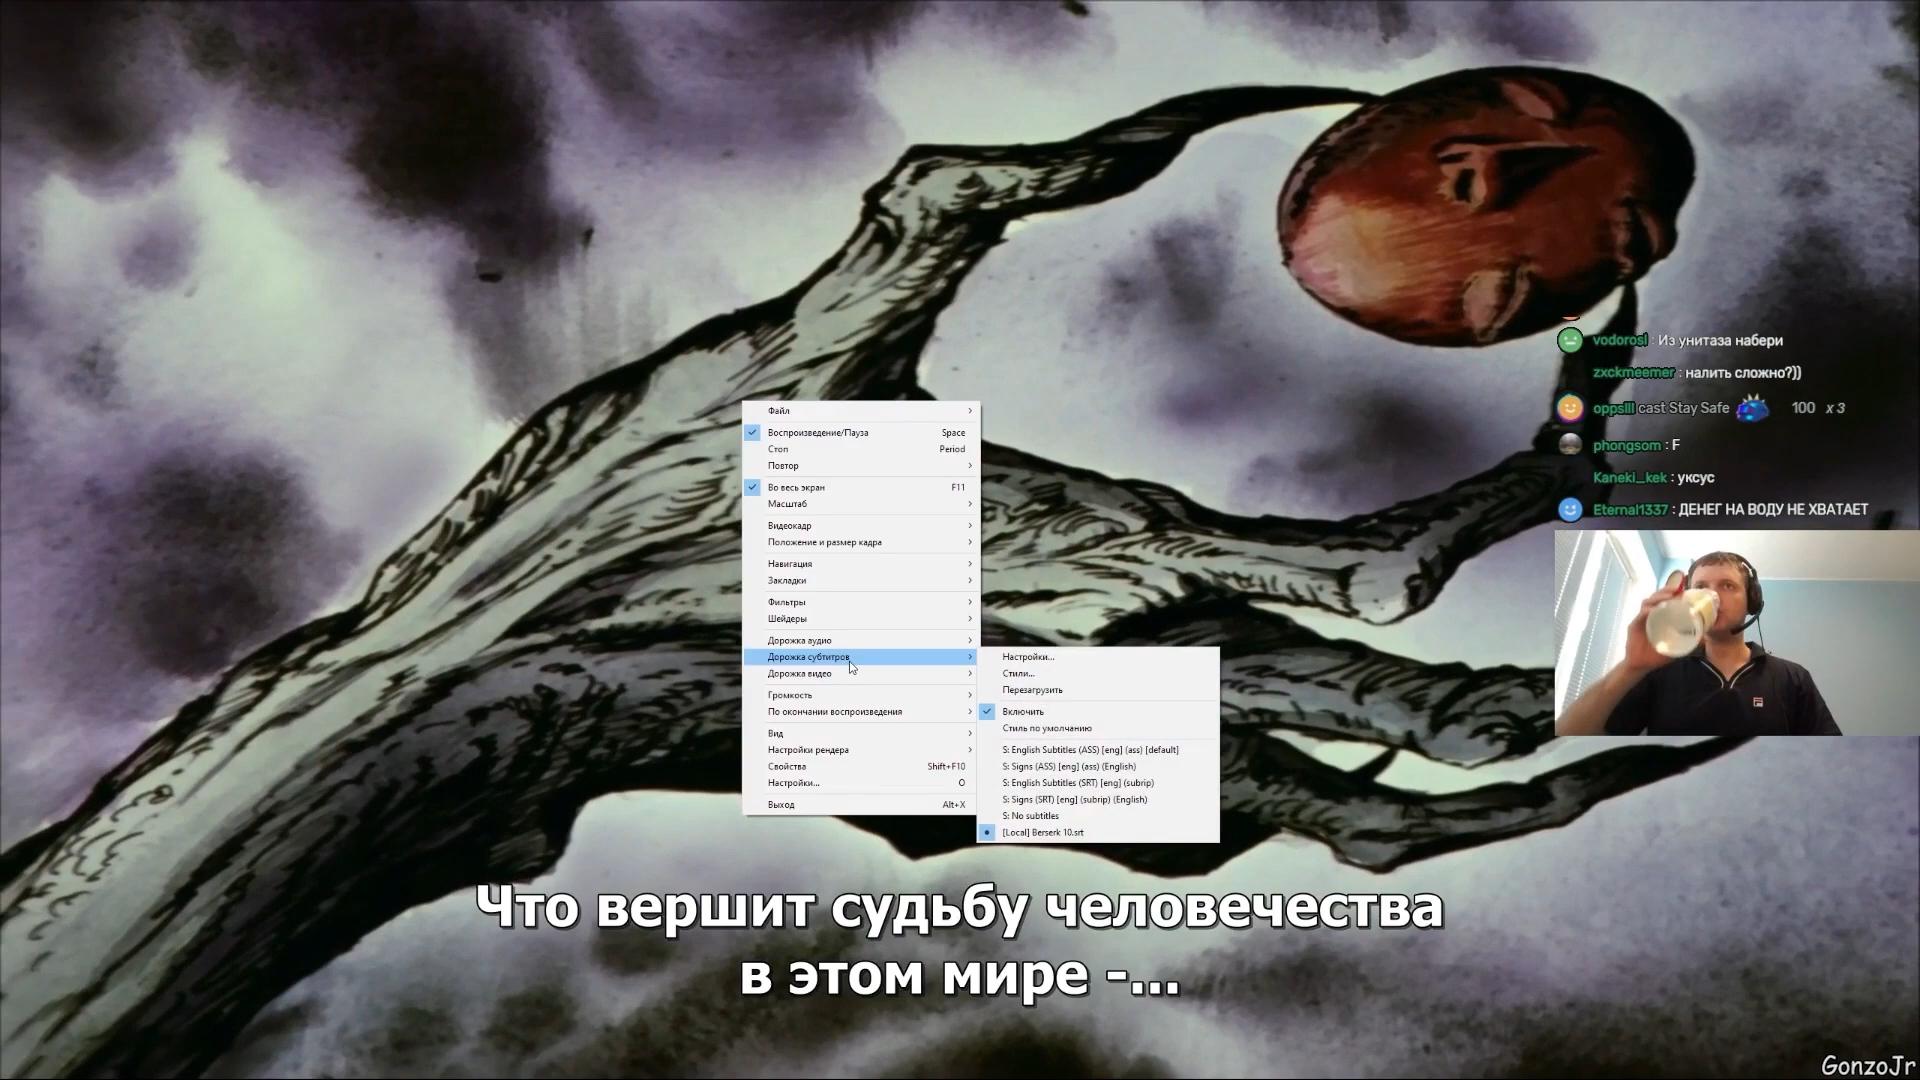 vodorosl : Из унитаза набери
zxckmeemer : налить сложно?))
oppslll cast Stay Safe 100 x 3
phongsom : F
Kaneki_kek : уксус
Eternal1337 : ДЕНЕГ НА ВОДУ НЕ ХВАТАЕТ
Файл
Воспроизведение/Пауза Space
Стоп Period
Повтор
Во весь экран F11
Масштаб
Видеокадр
Положение и размер кадра
Навигация
Закладки
Фильтры
Шейдеры
Дорожка аудио
Дорожка субтитров
Дорожка видео
Громкость
По окончании воспроизведения
Вид
Настройки рендера
Свойства Shift+F10
Настройки... O
Выход Alt+X
Настройки...
Стили...
Перезагрузить
Включить
Стиль по умолчанию
S: English Subtitles (ASS) [eng] (ass) [default]
S: Signs (ASS) [eng] (ass) (English)
S: English Subtitles (SRT) [eng] (subrip)
S: Signs (SRT) [eng] (subrip) (English)
S: No subtitles
[Local] Berserk 10.srt
Что вершит судьбу человечества
в этом мире -...
GonzoJr